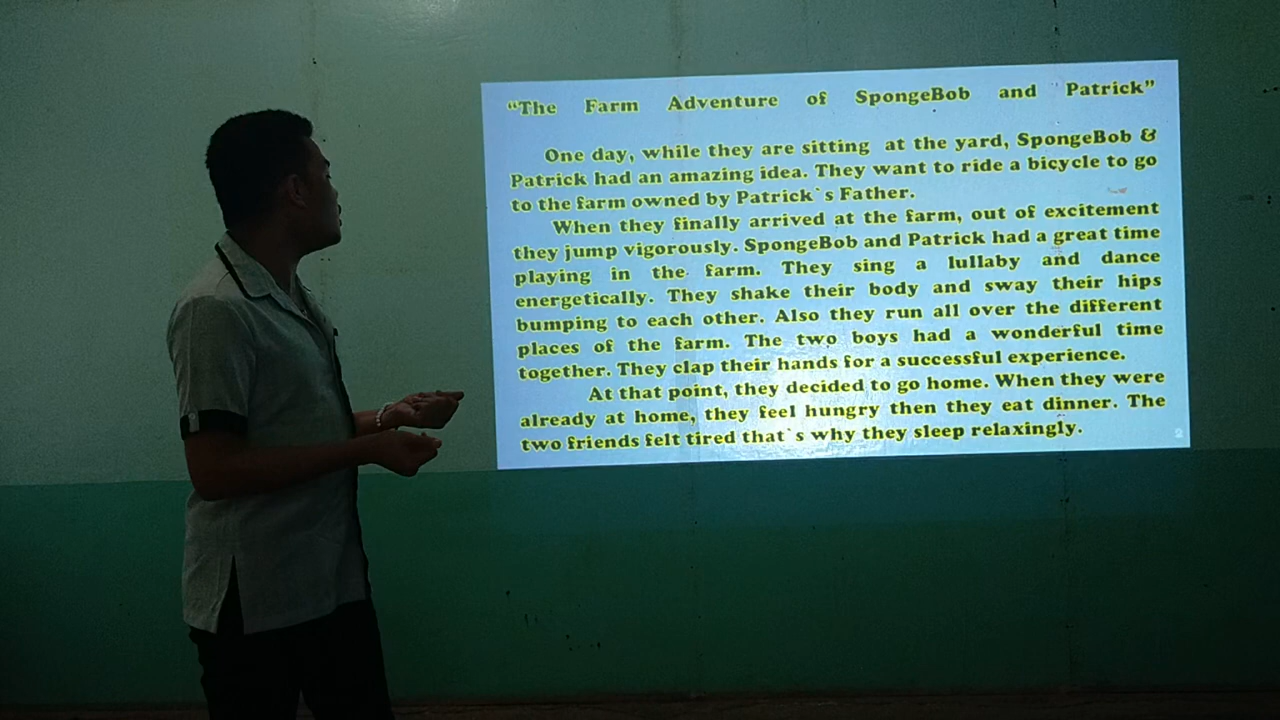 “The Farm Adventure of SpongeBob and Patrick”
One day, while they are sitting at the yard, SpongeBob &
Patrick had an amazing idea. They want to ride a bicycle to go
to the farm owned by Patrick`s Father.
When they finally arrived at the farm, out of excitement
they jump vigorously. SpongeBob and Patrick had a great time
playing in the farm. They sing a lullaby and dance
energetically. They shake their body and sway their hips
bumping to each other. Also they run all over the different
places of the farm. The two boys had a wonderful time
together. They clap their hands for a successful experience.
At that point, they decided to go home. When they were
already at home, they feel hungry then they eat dinner. The
two friends felt tired that`s why they sleep relaxingly.
2